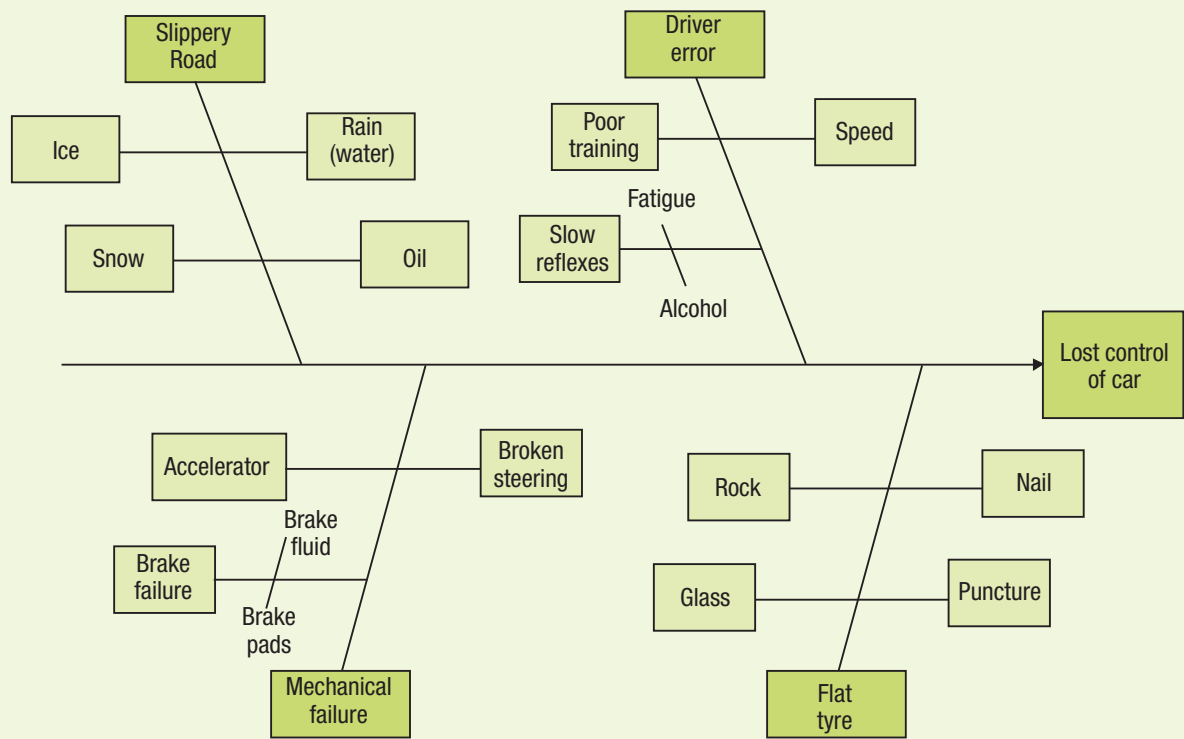 Slippery
Road
Driver
error
Ice
Rain
(water)
Poor
training
Speed
Snow
Oil
Fatigue
Slow
reflexes
Alcohol
Lost control
of car
Accelerator
Broken
steering
Rock
Nail
Brake
fluid
Brake
failure
Brake
pads
Glass
Puncture
Mechanical
failure
Flat
tyre